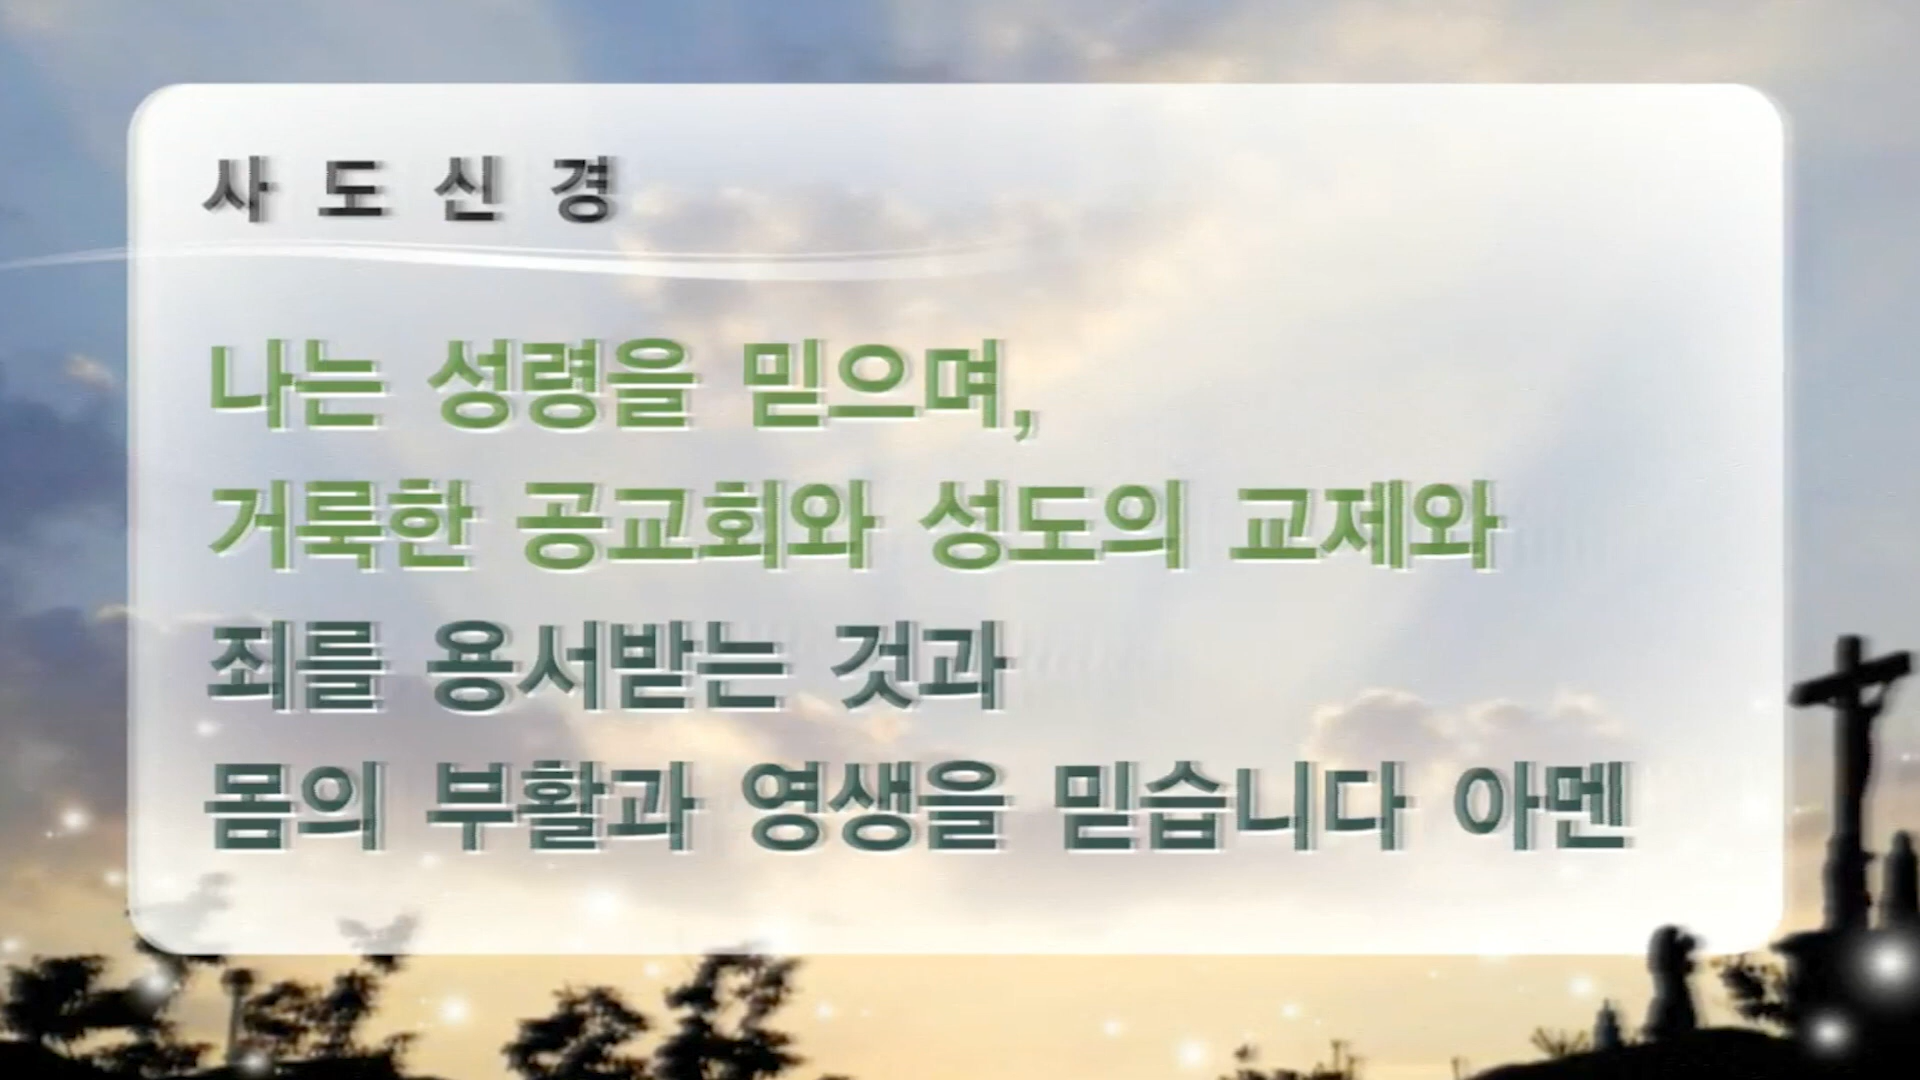 사 도 신 경
나는 성령을 믿으며,
거룩한 공교회와 성도의 교제와
죄를 용서받는 것과
몸의 부활과 영생을 믿습니다 아멘